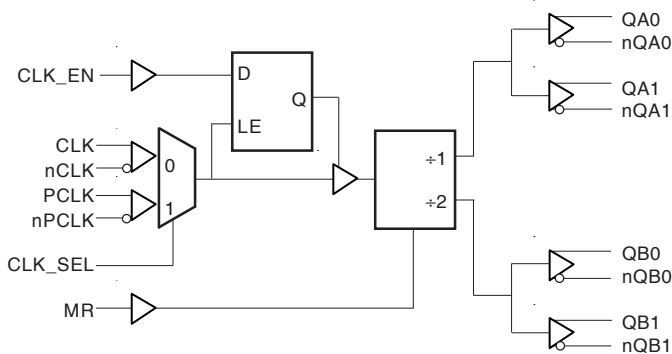 QA0
nQA0
CLK_EN
D
Q
QA1
nQA1
LE
CLK
nCLK
0
÷1
PCLK
nPCLK
1
÷2
CLK_SEL
QB0
nQB0
MR
QB1
nQB1